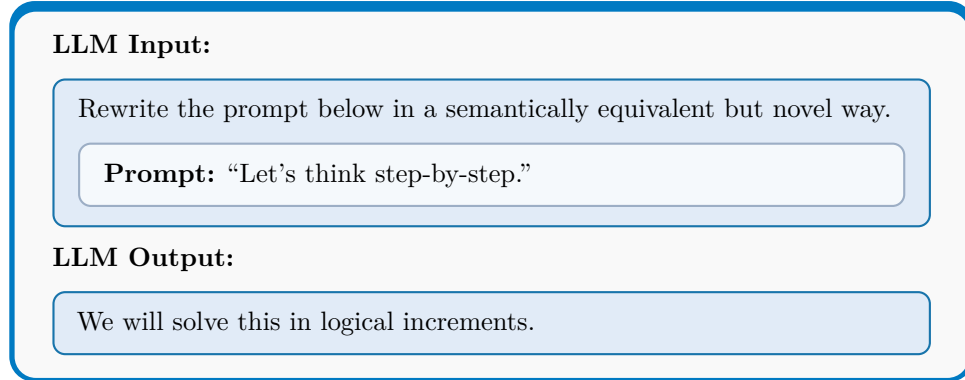 LLM Input:
Rewrite the prompt below in a semantically equivalent but novel way.
Prompt: “Let's think step-by-step.”
LLM Output:
We will solve this in logical increments.